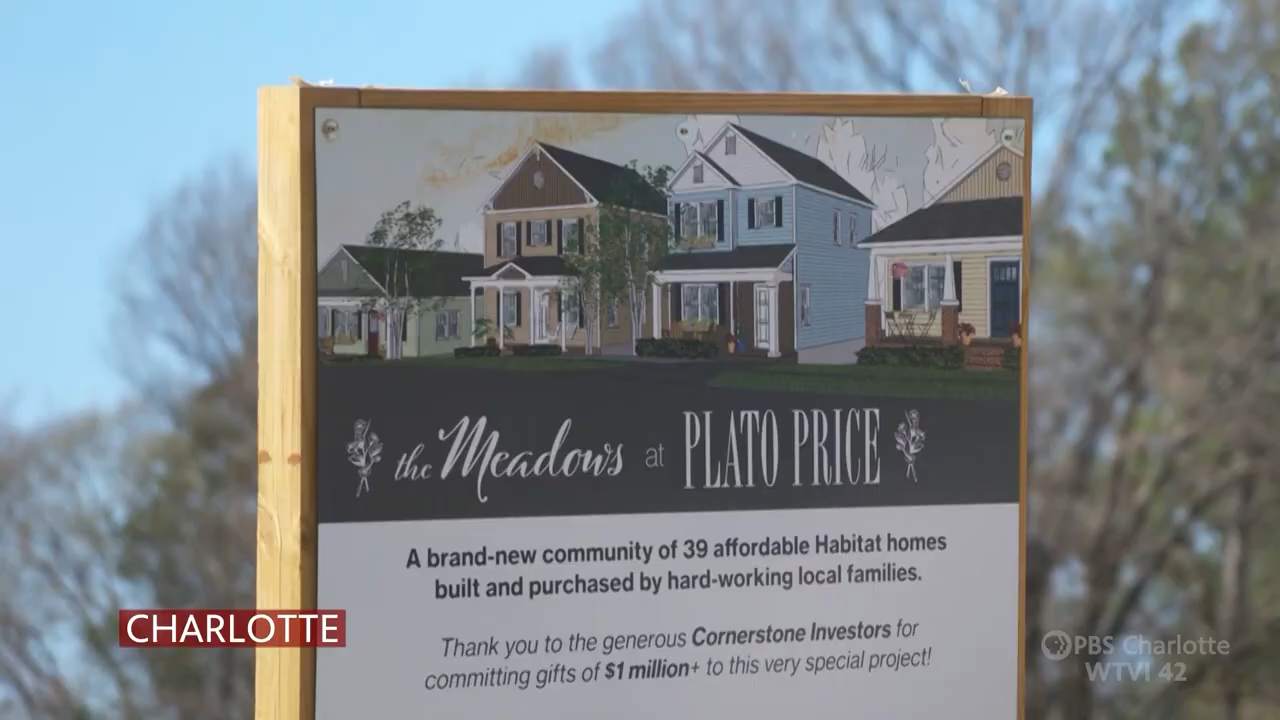 the Meadows at PLATO PRICE
A brand-new community of 39 affordable Habitat homes
built and purchased by hard-working local families.
Thank you to the generous Cornerstone Investors for
committing gifts of $1 million+ to this very special project!
CHARLOTTE
PBS Charlotte
WTVI 42